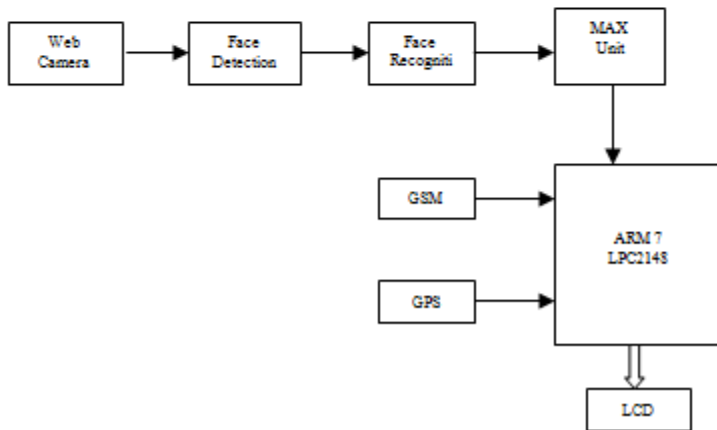 Web
Camera
Face
Detection
Face
Recogniti
MAX
Unit
GSM
ARM 7
LPC2148
GPS
LCD